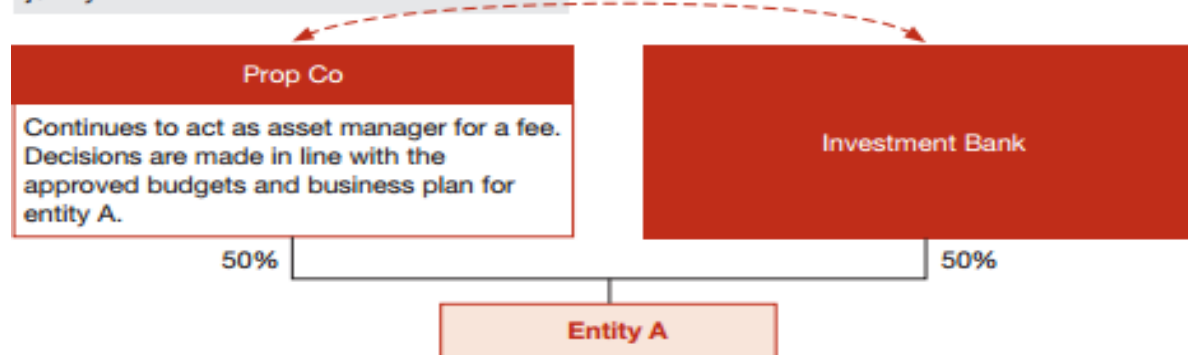 Prop Co
Continues to act as asset manager for a fee.
Decisions are made in line with the
approved budgets and business plan for
entity A.
Investment Bank
50%
50%
Entity A